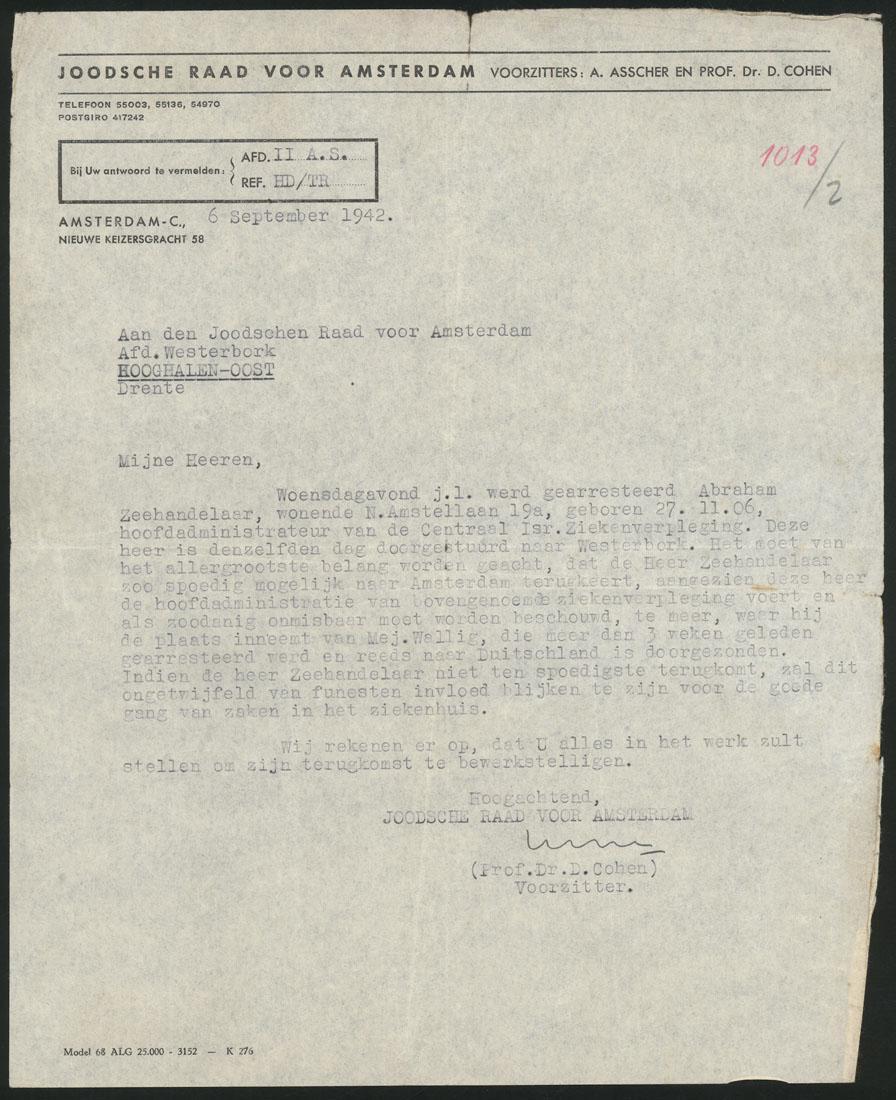 JOODSCHE RAAD VOOR AMSTERDAM VOORZITTERS: A. ASSCHER EN PROF. Dr. D. COHEN
TELEFOON 55003, 55136, 54970
POSTGIRO 417242
Bij Uw antwoord te vermelden: AFD. II A.S.
REF. HD/TR
1013/2
AMSTERDAM-C., 6 September 1942.
NIEUWE KEIZERSGRACHT 58
Aan den Joodschen Raad voor Amsterdam
Afd.Westerbork
HOOGHALEN-OOST
Drente
Mijne Heeren,
Woensdagavond j.l. werd gearresteerd Abraham
Zeehandelaar, wonende N.Amstellaan 19a, geboren 27. 11.06,
hoofdadministrateur van de Centraal Isr.Ziekenverpleging. Deze
heer is denzelfden dag doorgestuurd naar Westerbork. Het moet van
het allergrootste belang worden geacht, dat de Heer Zeehandelaar
zoo spoedig mogelijk naar Amsterdam terugkeert, aangezien deze heer
de hoofdadministratie van bovengenoemde ziekenverpleging voert en
als zoodanig onmisbaar moet worden beschouwd, te meer, waar hij
de plaats inneemt van Mej.Wallig, die meer dan 3 weken geleden
gearresteerd werd en reeds naar Duitschland is doorgezonden.
Indien de heer Zeehandelaar niet ten spoedigste terugkomt, zal dit
ongetwijfeld van funesten invloed blijken te zijn voor de goede
gang van zaken in het ziekenhuis.
Wij rekenen er op, dat U alles in het werk zult
stellen om zijn terugkomst te bewerkstelligen.
Hoogachtend,
JOODSCHE RAAD VOOR AMSTERDAM
(Prof.Dr.D.Cohen)
Voorzitter.
Model 68 ALG 25.000 - 3152 — K 276